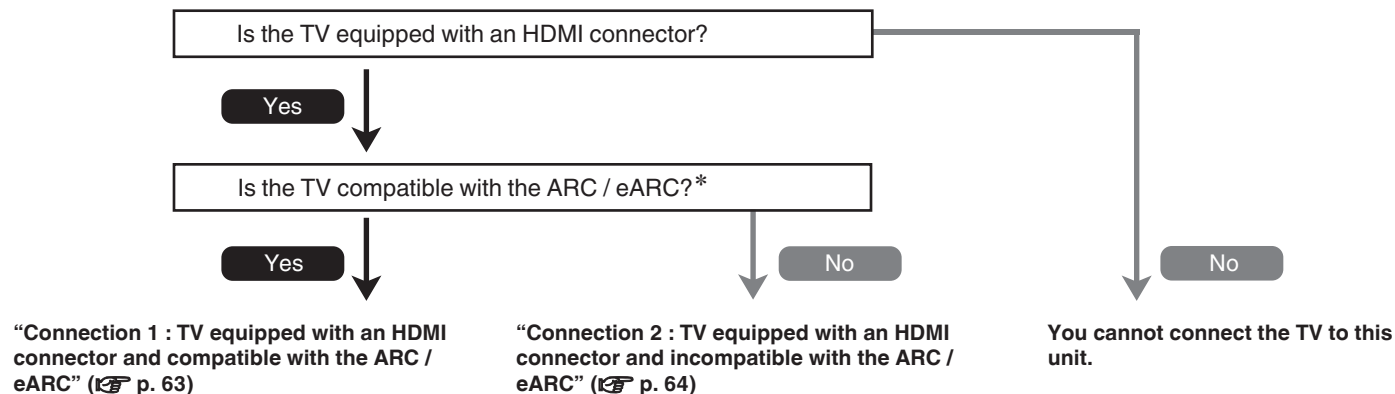 Is the TV equipped with an HDMI connector?
Yes
Is the TV compatible with the ARC / eARC?*
Yes
No
No
“Connection 1 : TV equipped with an HDMI
connector and compatible with the ARC /
eARC” (☞ p. 63)
“Connection 2 : TV equipped with an HDMI
connector and incompatible with the ARC /
eARC” (☞ p. 64)
You cannot connect the TV to this
unit.